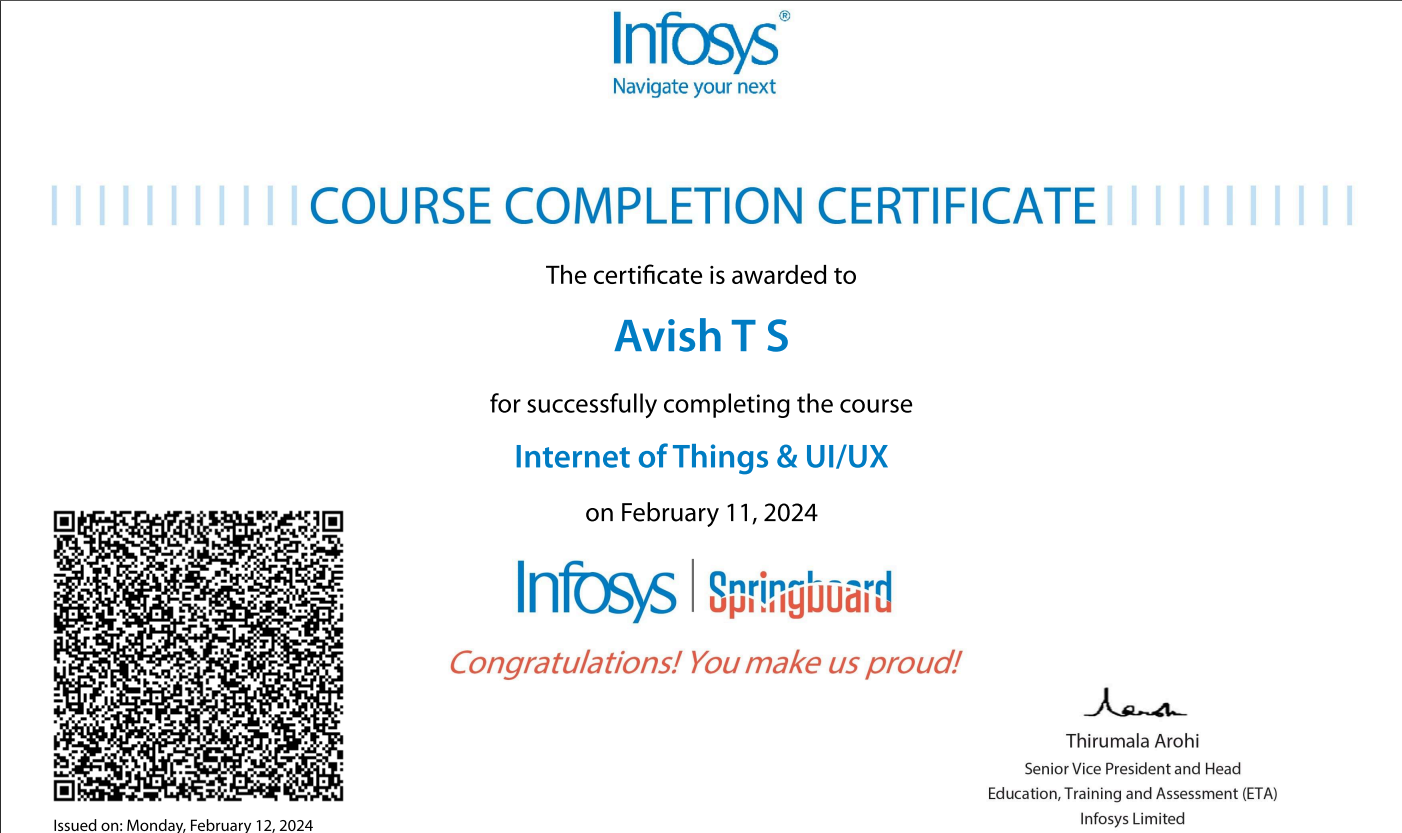 Infosys®
Navigate your next
COURSE COMPLETION CERTIFICATE
The certificate is awarded to
Avish T S
for successfully completing the course
Internet of Things & UI/UX
on February 11, 2024
Infosys | Springboard
Congratulations! You make us proud!
Thirumala Arohi
Senior Vice President and Head
Education, Training and Assessment (ETA)
Infosys Limited
Issued on: Monday, February 12, 2024